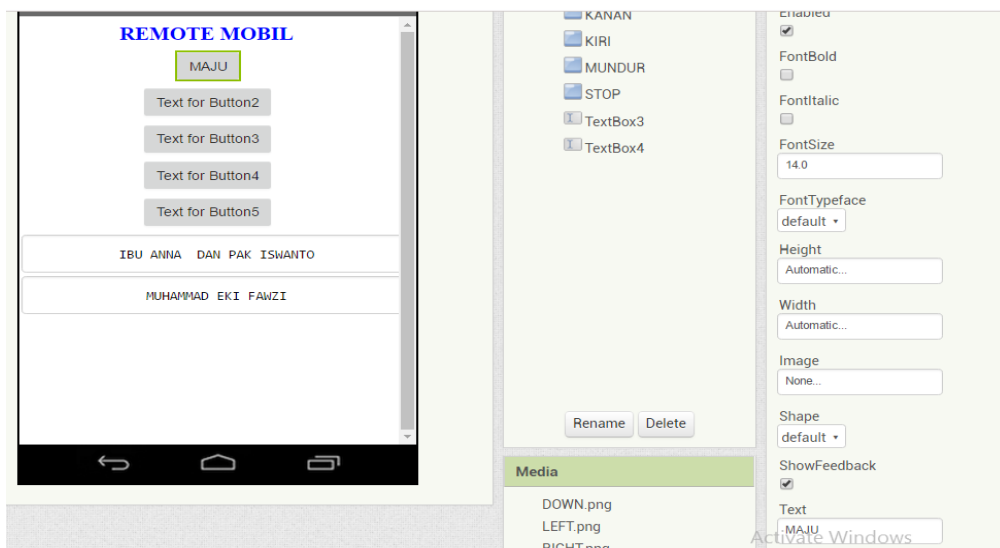 REMOTE MOBIL
MAJU
Text for Button2
Text for Button3
Text for Button4
Text for Button5
IBU ANNA  DAN PAK ISWANTO
MUHAMMAD EKI FAWZI
KANAN
KIRI
MUNDUR
STOP
TextBox3
TextBox4
Rename
Delete
Media
DOWN.png
LEFT.png
RIGHT.png
Enabled
FontBold
FontItalic
FontSize
14.0
FontTypeface
default
Height
Automatic...
Width
Automatic...
Image
None...
Shape
default
ShowFeedback
Text
MAJU
Activate Windows